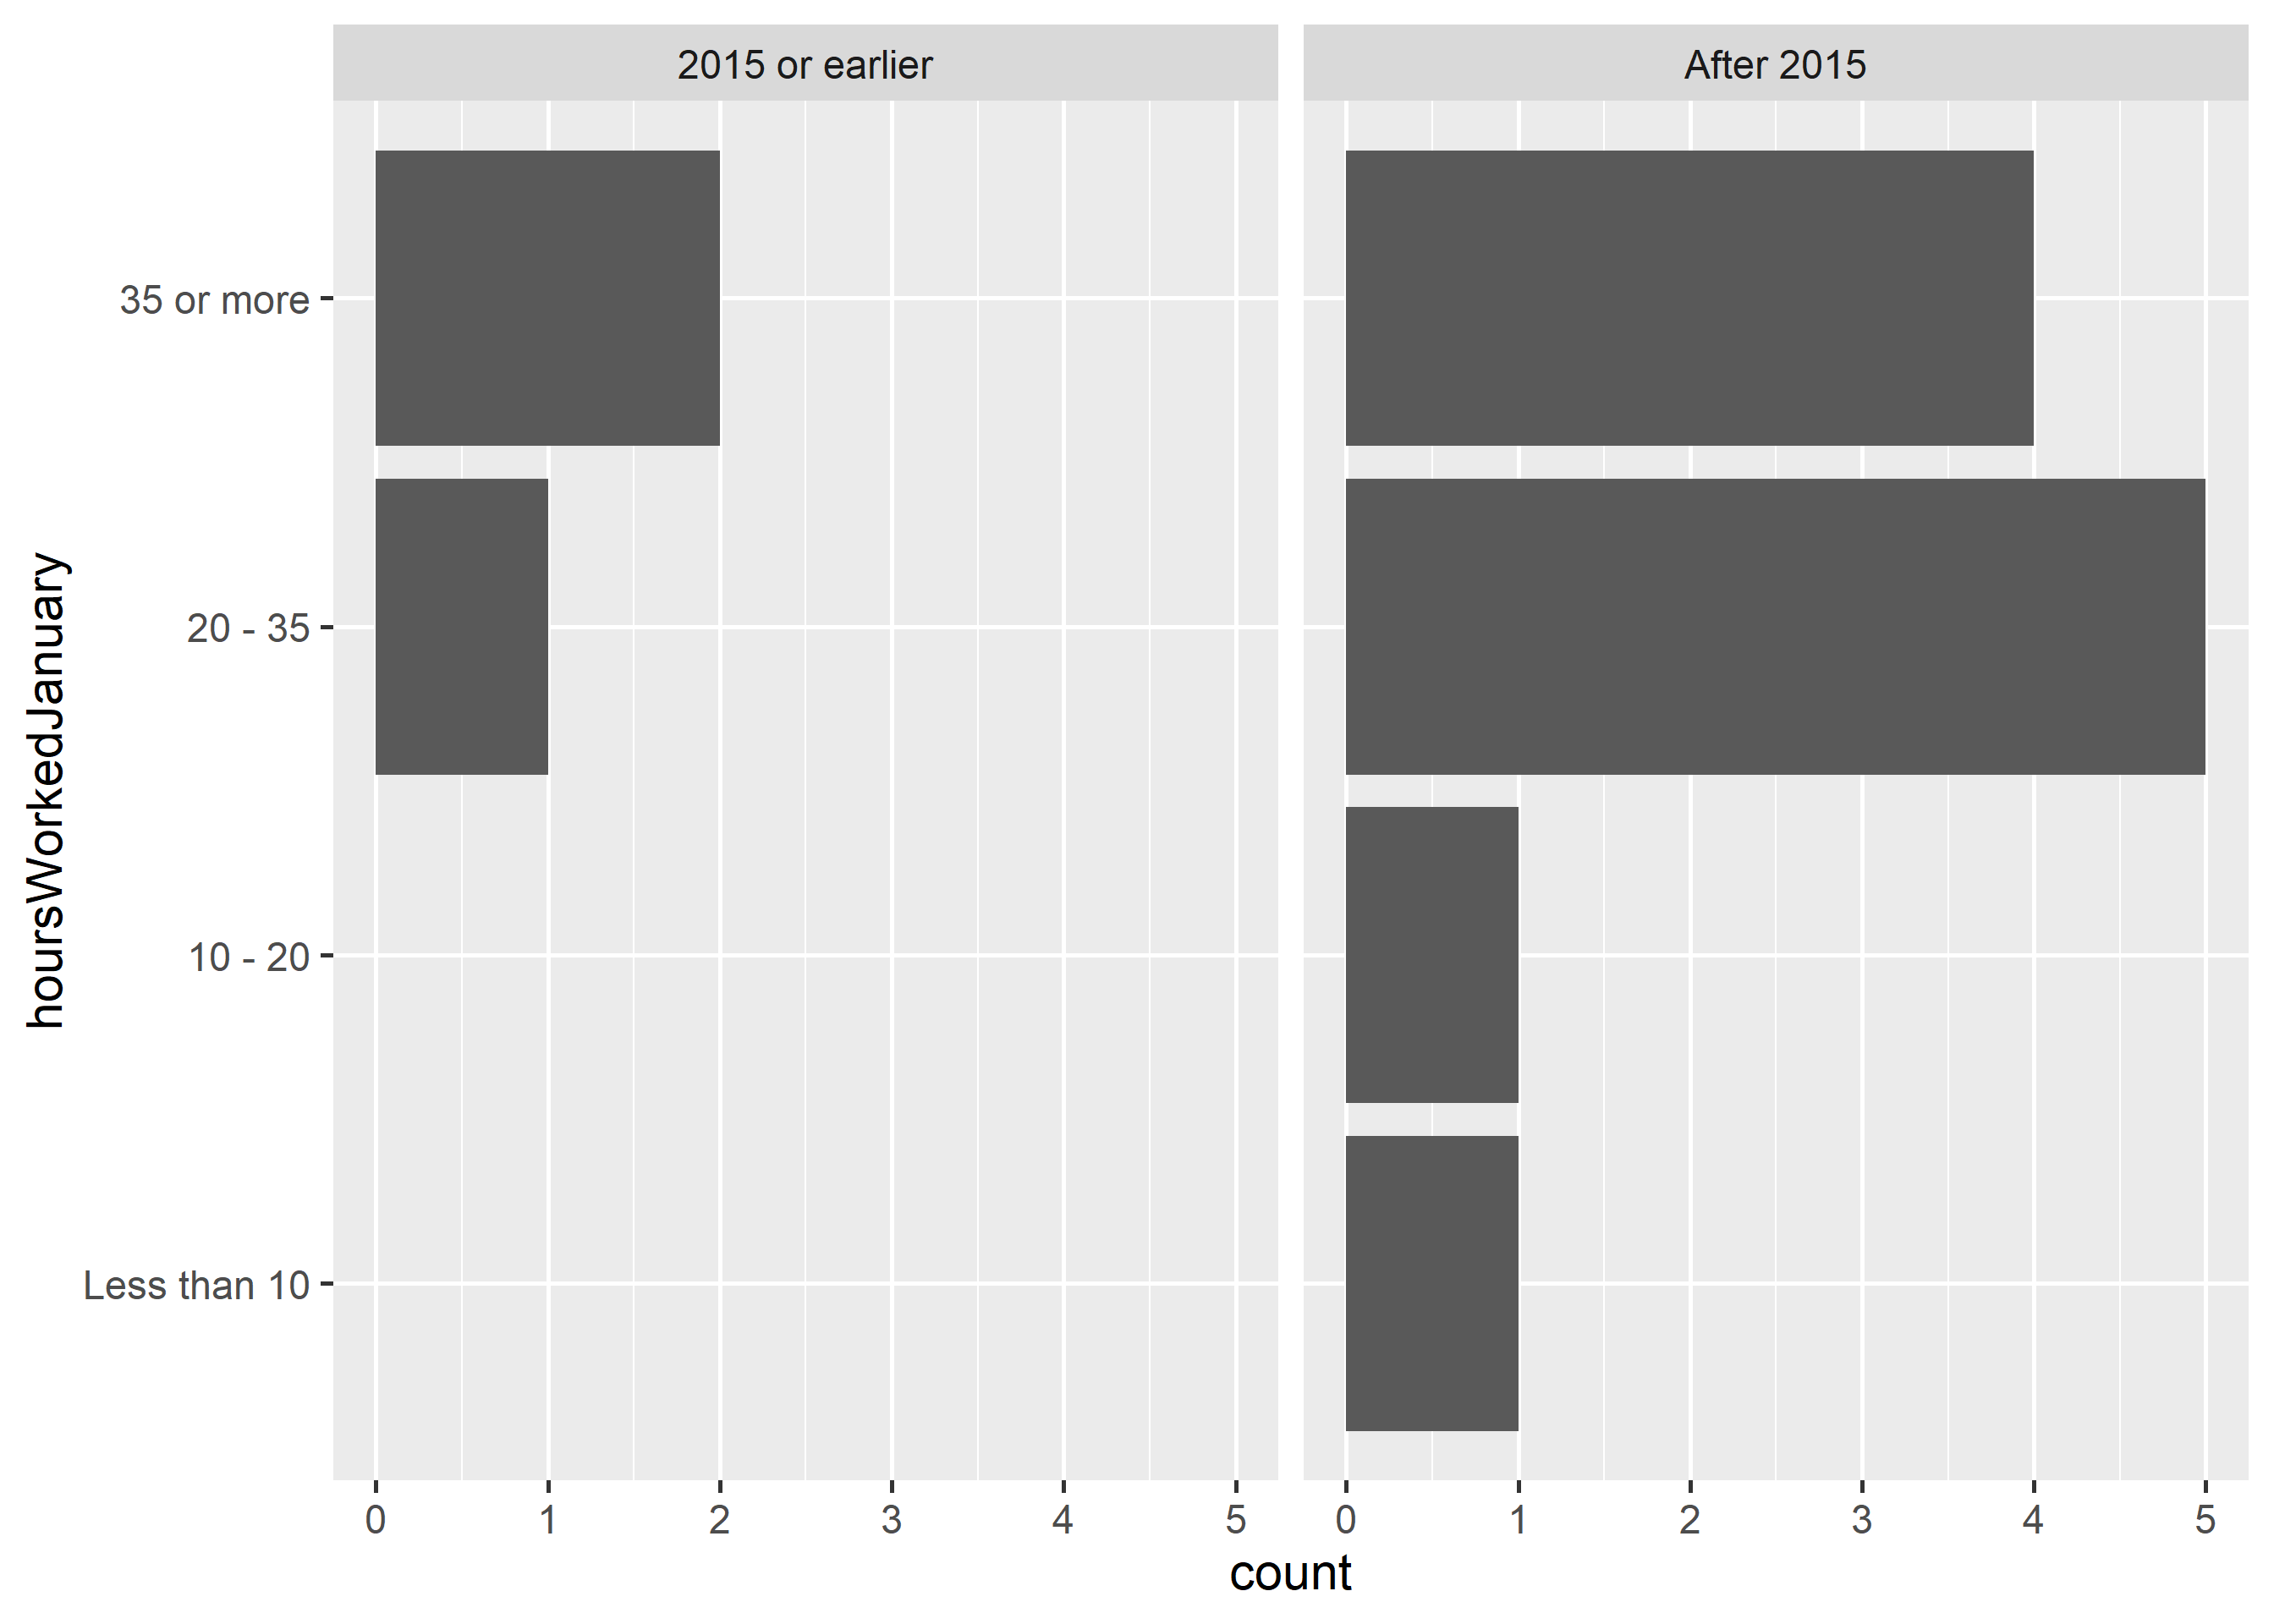 2015 or earlier
After 2015
hoursWorkedJanuary
35 or more
20 - 35
10 - 20
Less than 10
0 1 2 3 4 5
0 1 2 3 4 5
count